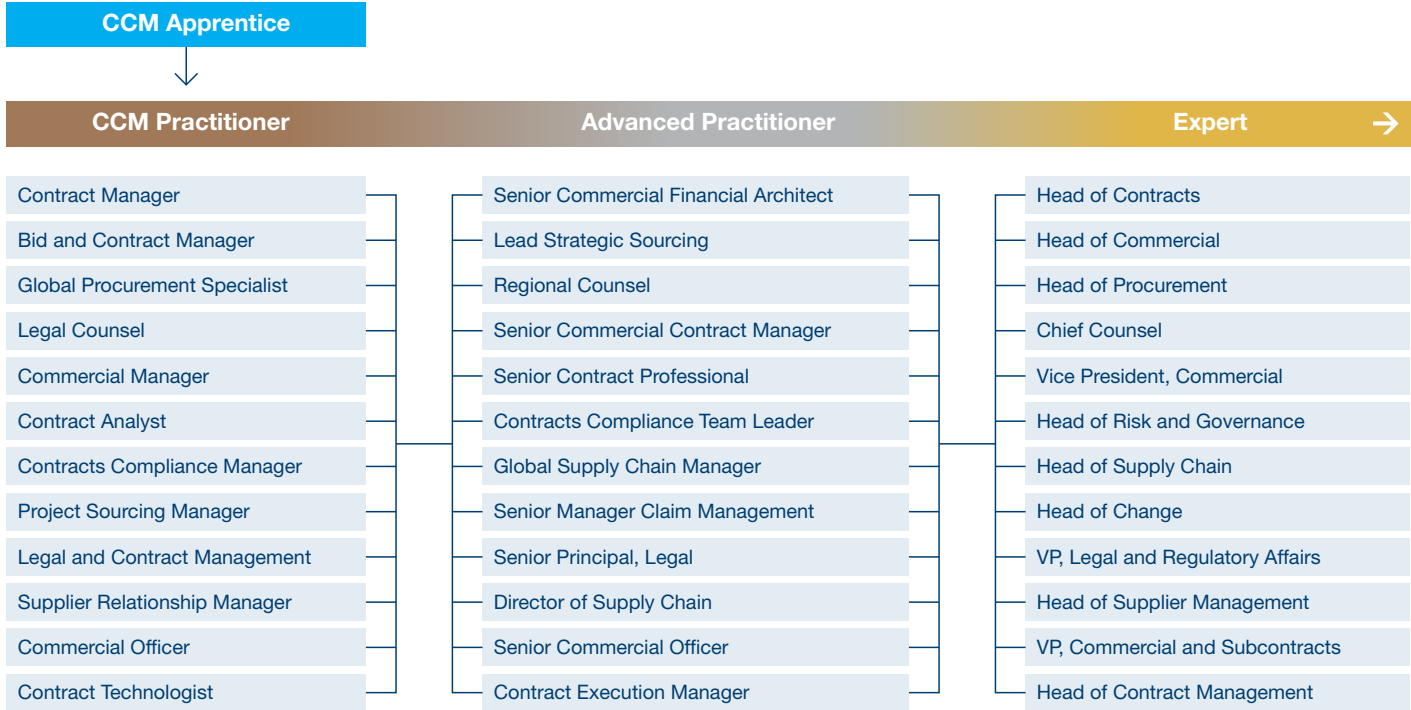 CCM Apprentice
CCM Practitioner
Advanced Practitioner
Expert
Contract Manager
Bid and Contract Manager
Global Procurement Specialist
Legal Counsel
Commercial Manager
Contract Analyst
Contracts Compliance Manager
Project Sourcing Manager
Legal and Contract Management
Supplier Relationship Manager
Commercial Officer
Contract Technologist
Senior Commercial Financial Architect
Lead Strategic Sourcing
Regional Counsel
Senior Commercial Contract Manager
Senior Contract Professional
Contracts Compliance Team Leader
Global Supply Chain Manager
Senior Manager Claim Management
Senior Principal, Legal
Director of Supply Chain
Senior Commercial Officer
Contract Execution Manager
Head of Contracts
Head of Commercial
Head of Procurement
Chief Counsel
Vice President, Commercial
Head of Risk and Governance
Head of Supply Chain
Head of Change
VP, Legal and Regulatory Affairs
Head of Supplier Management
VP, Commercial and Subcontracts
Head of Contract Management